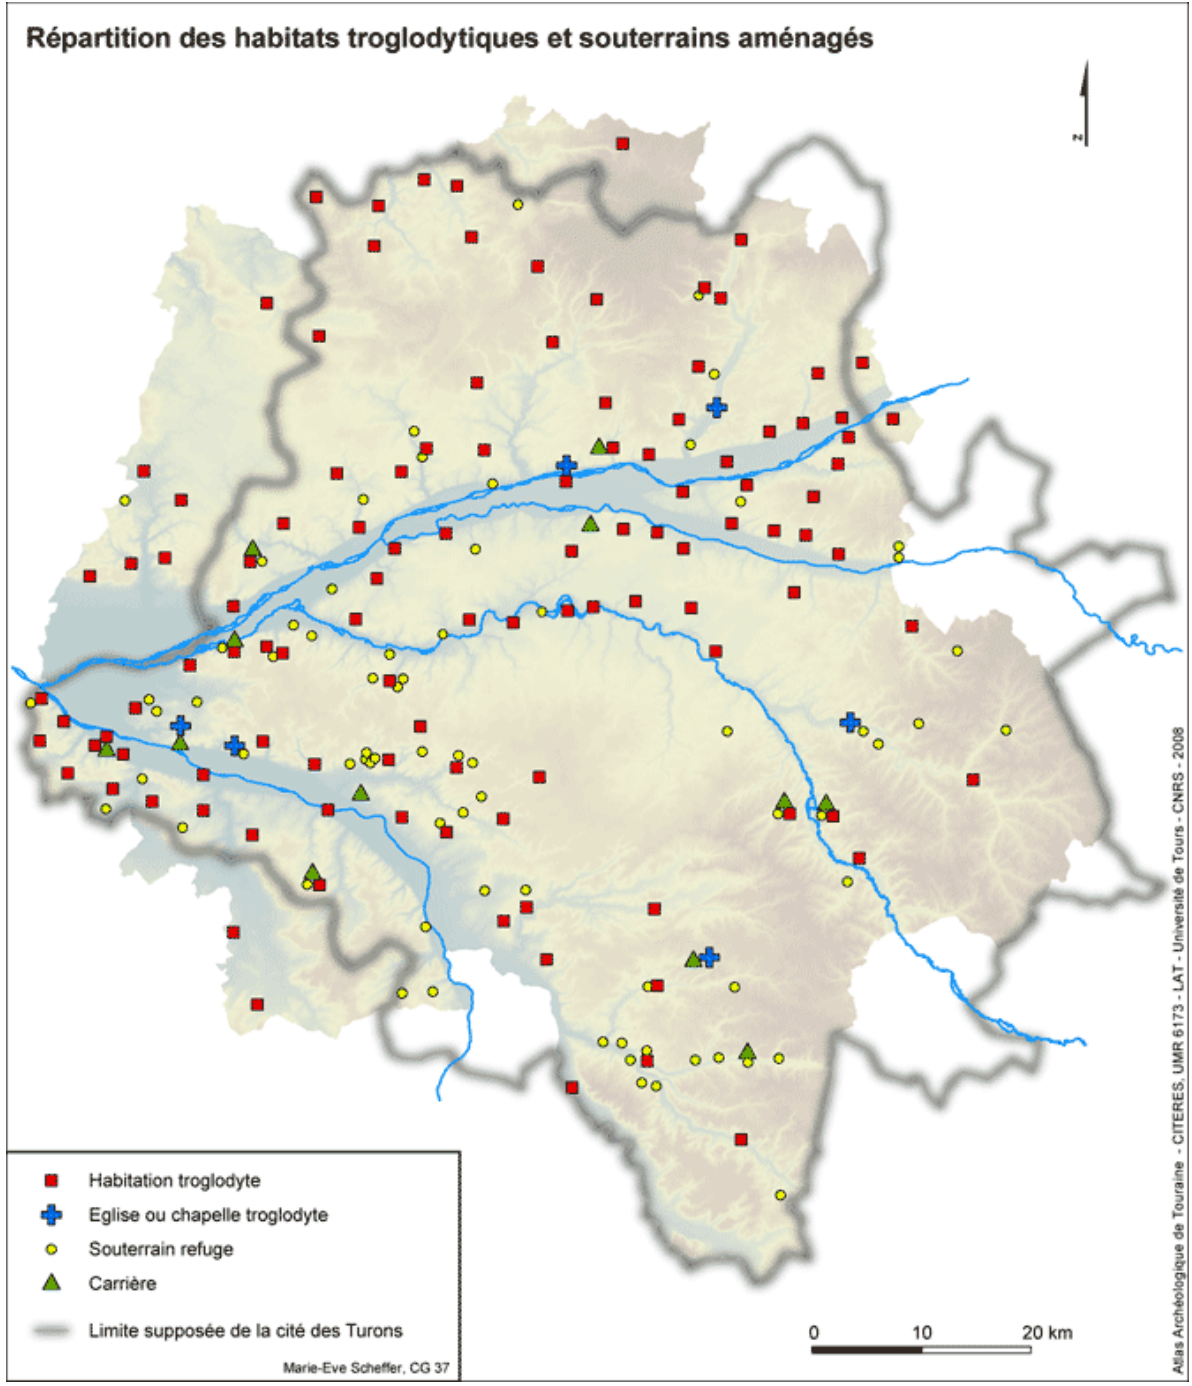 Répartition des habitats troglodytiques et souterrains aménagés
N
Habitation troglodyte
Eglise ou chapelle troglodyte
Souterrain refuge
Carrière
Limite supposée de la cité des Turons
Marie-Eve Scheffer, CG 37
0 10 20 km
Atlas Archéologique de Touraine - CITERES, UMR 6173 - LAT - Université de Tours - CNRS - 2008